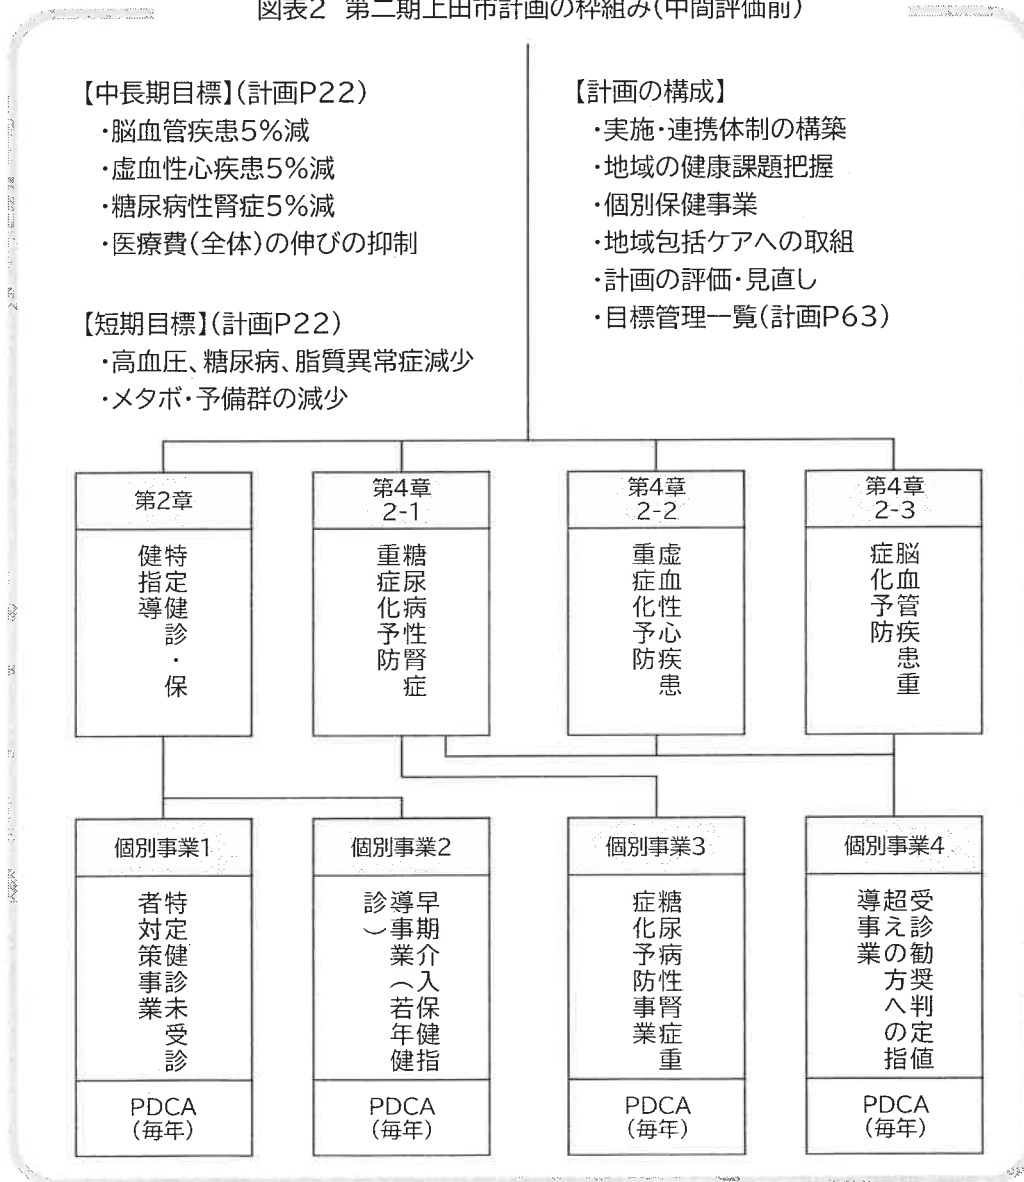 図表2 第二期上田市計画の枠組み(中間評価前)
【中長期目標】(計画P22)
・脳血管疾患5%減
・虚血性心疾患5%減
・糖尿病性腎症5%減
・医療費(全体)の伸びの抑制
【短期目標】(計画P22)
・高血圧、糖尿病、脂質異常症減少
・メタボ・予備群の減少
【計画の構成】
・実施・連携体制の構築
・地域の健康課題把握
・個別保健事業
・地域包括ケアへの取組
・計画の評価・見直し
・目標管理一覧(計画P63)
第2章
特定健診・保
健指導
第4章
2-1
糖尿病性腎症
重症化予防
第4章
2-2
虚血性心疾患
重症化予防
第4章
2-3
脳血管疾患重
症化予防
個別事業1
特定健診未受診
者対策事業
PDCA
(毎年)
個別事業2
早期介入保健指
導事業(若年健
診)
PDCA
(毎年)
個別事業3
糖尿病性腎症重
症化予防事業
PDCA
(毎年)
個別事業4
受診勧奨判定値
超えの方への指
導事業
PDCA
(毎年)